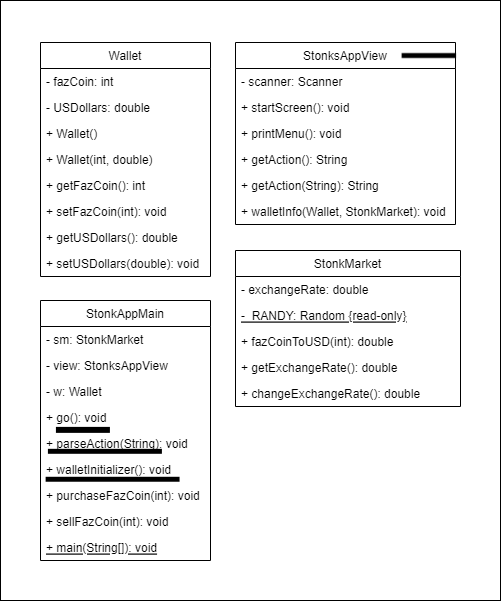 Wallet
- fazCoin: int
- USDollars: double
+ Wallet()
+ Wallet(int, double)
+ getFazCoin(): int
+ setFazCoin(int): void
+ getUSDollars(): double
+ setUSDollars(double): void
StonksAppView
- scanner: Scanner
+ startScreen(): void
+ printMenu(): void
+ getAction(): String
+ getAction(String): String
+ walletInfo(Wallet, StonkMarket): void
StonkMarket
- exchangeRate: double
- RANDY: Random {read-only}
+ fazCoinToUSD(int): double
+ getExchangeRate(): double
+ changeExchangeRate(): double
StonkAppMain
- sm: StonkMarket
- view: StonksAppView
- w: Wallet
+ go(): void
+ parseAction(String): void
+ walletInitializer(): void
+ purchaseFazCoin(int): void
+ sellFazCoin(int): void
+ main(String[]): void